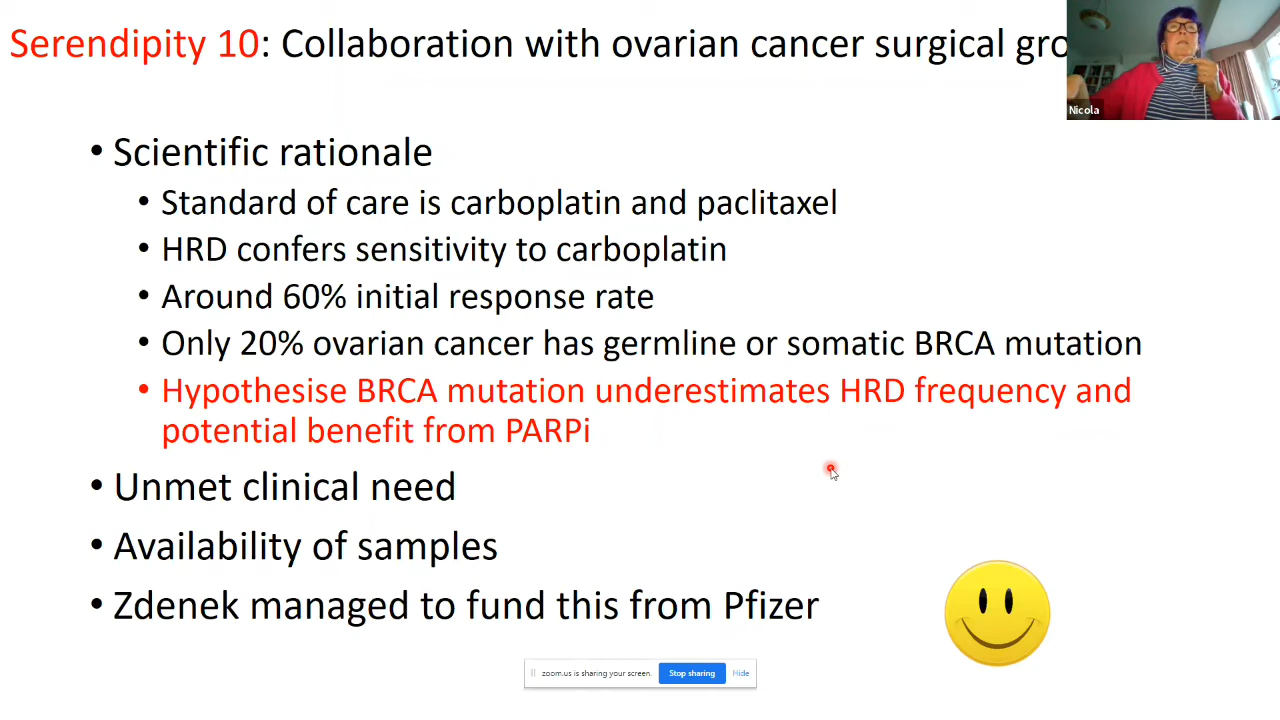 Serendipity 10: Collaboration with ovarian cancer surgical gro
Nicola
• Scientific rationale
• Standard of care is carboplatin and paclitaxel
• HRD confers sensitivity to carboplatin
• Around 60% initial response rate
• Only 20% ovarian cancer has germline or somatic BRCA mutation
• Hypothesise BRCA mutation underestimates HRD frequency and
potential benefit from PARPi
• Unmet clinical need
• Availability of samples
• Zdenek managed to fund this from Pfizer
zoom.us is sharing your screen. Stop sharing Hide